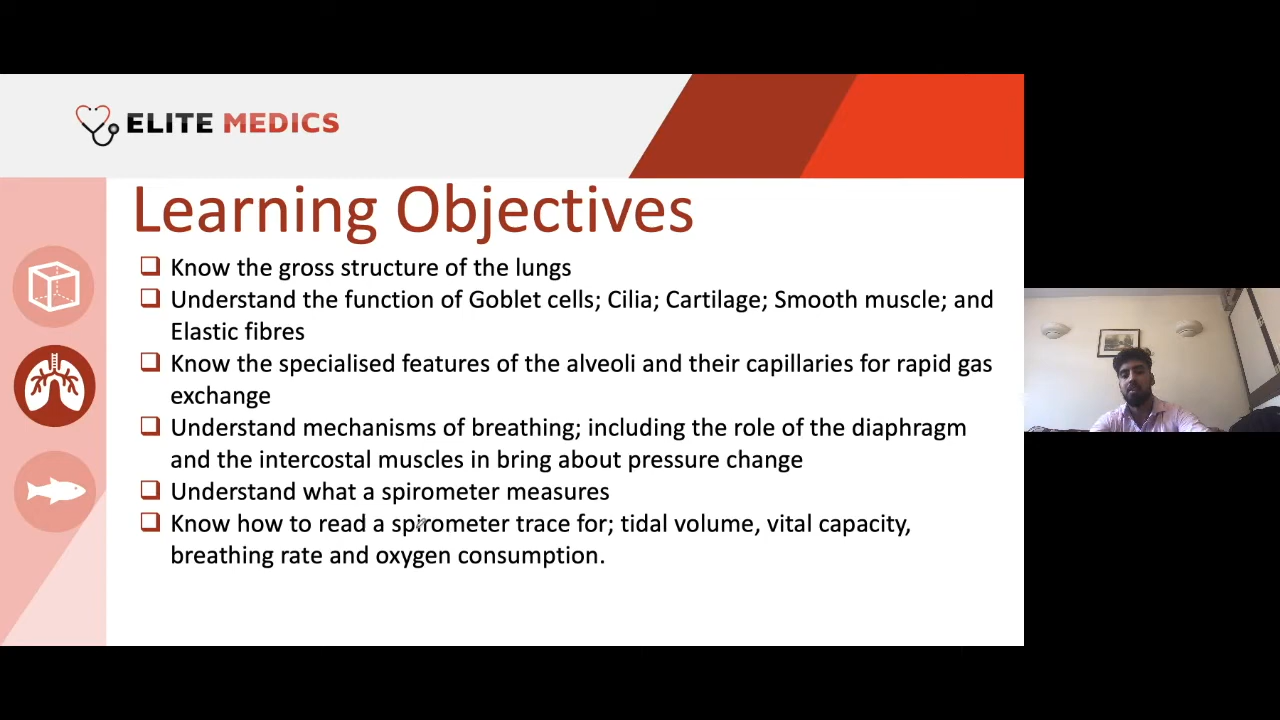 ELITE MEDICS
Learning Objectives
Know the gross structure of the lungs
Understand the function of Goblet cells; Cilia; Cartilage; Smooth muscle; and
Elastic fibres
Know the specialised features of the alveoli and their capillaries for rapid gas
exchange
Understand mechanisms of breathing; including the role of the diaphragm
and the intercostal muscles in bring about pressure change
Understand what a spirometer measures
Know how to read a spirometer trace for; tidal volume, vital capacity,
breathing rate and oxygen consumption.